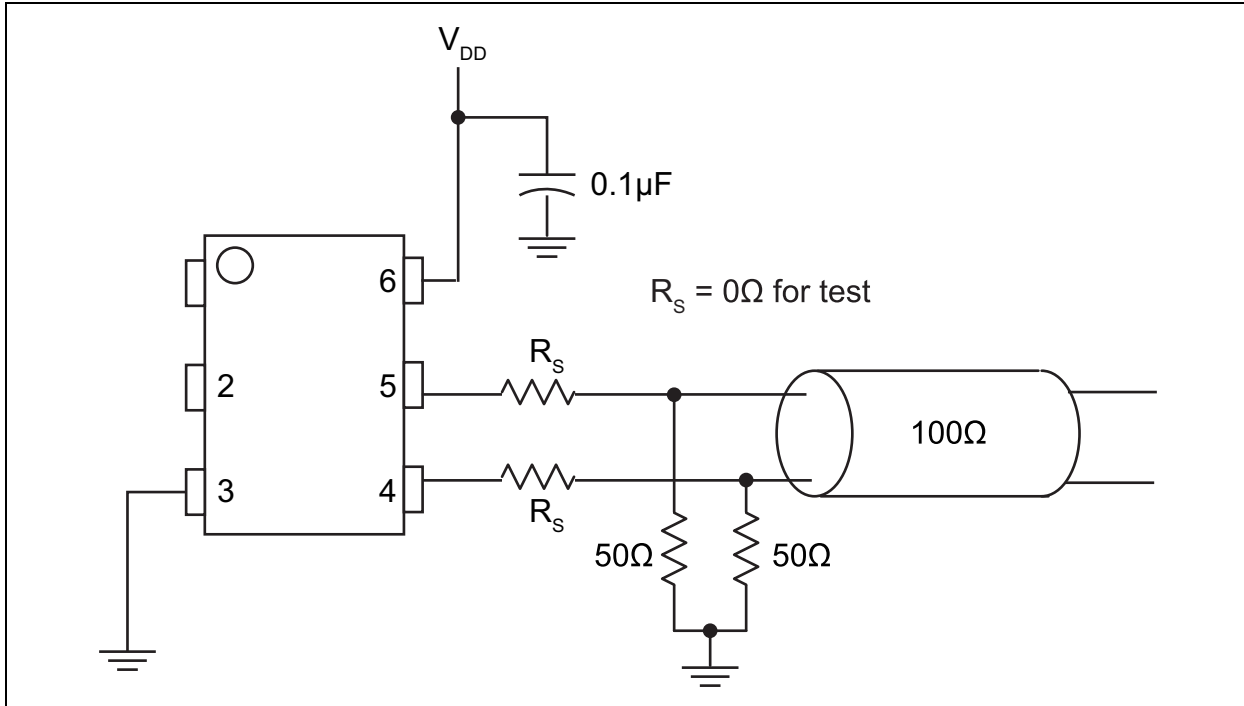 V_DD
0.1µF
6
R_S = 0Ω for test
R_S
2
5
100Ω
3
4
R_S
50Ω
50Ω